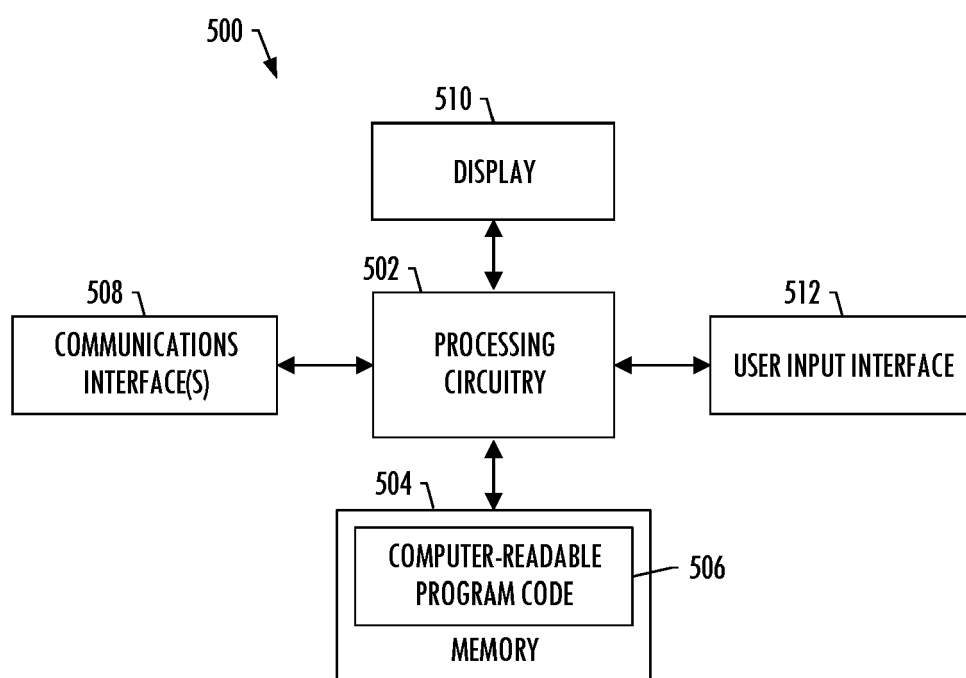 500
510
DISPLAY
502
508
512
COMMUNICATIONS
INTERFACE(S)
PROCESSING
CIRCUITRY
USER INPUT INTERFACE
504
COMPUTER-READABLE
PROGRAM CODE
506
MEMORY